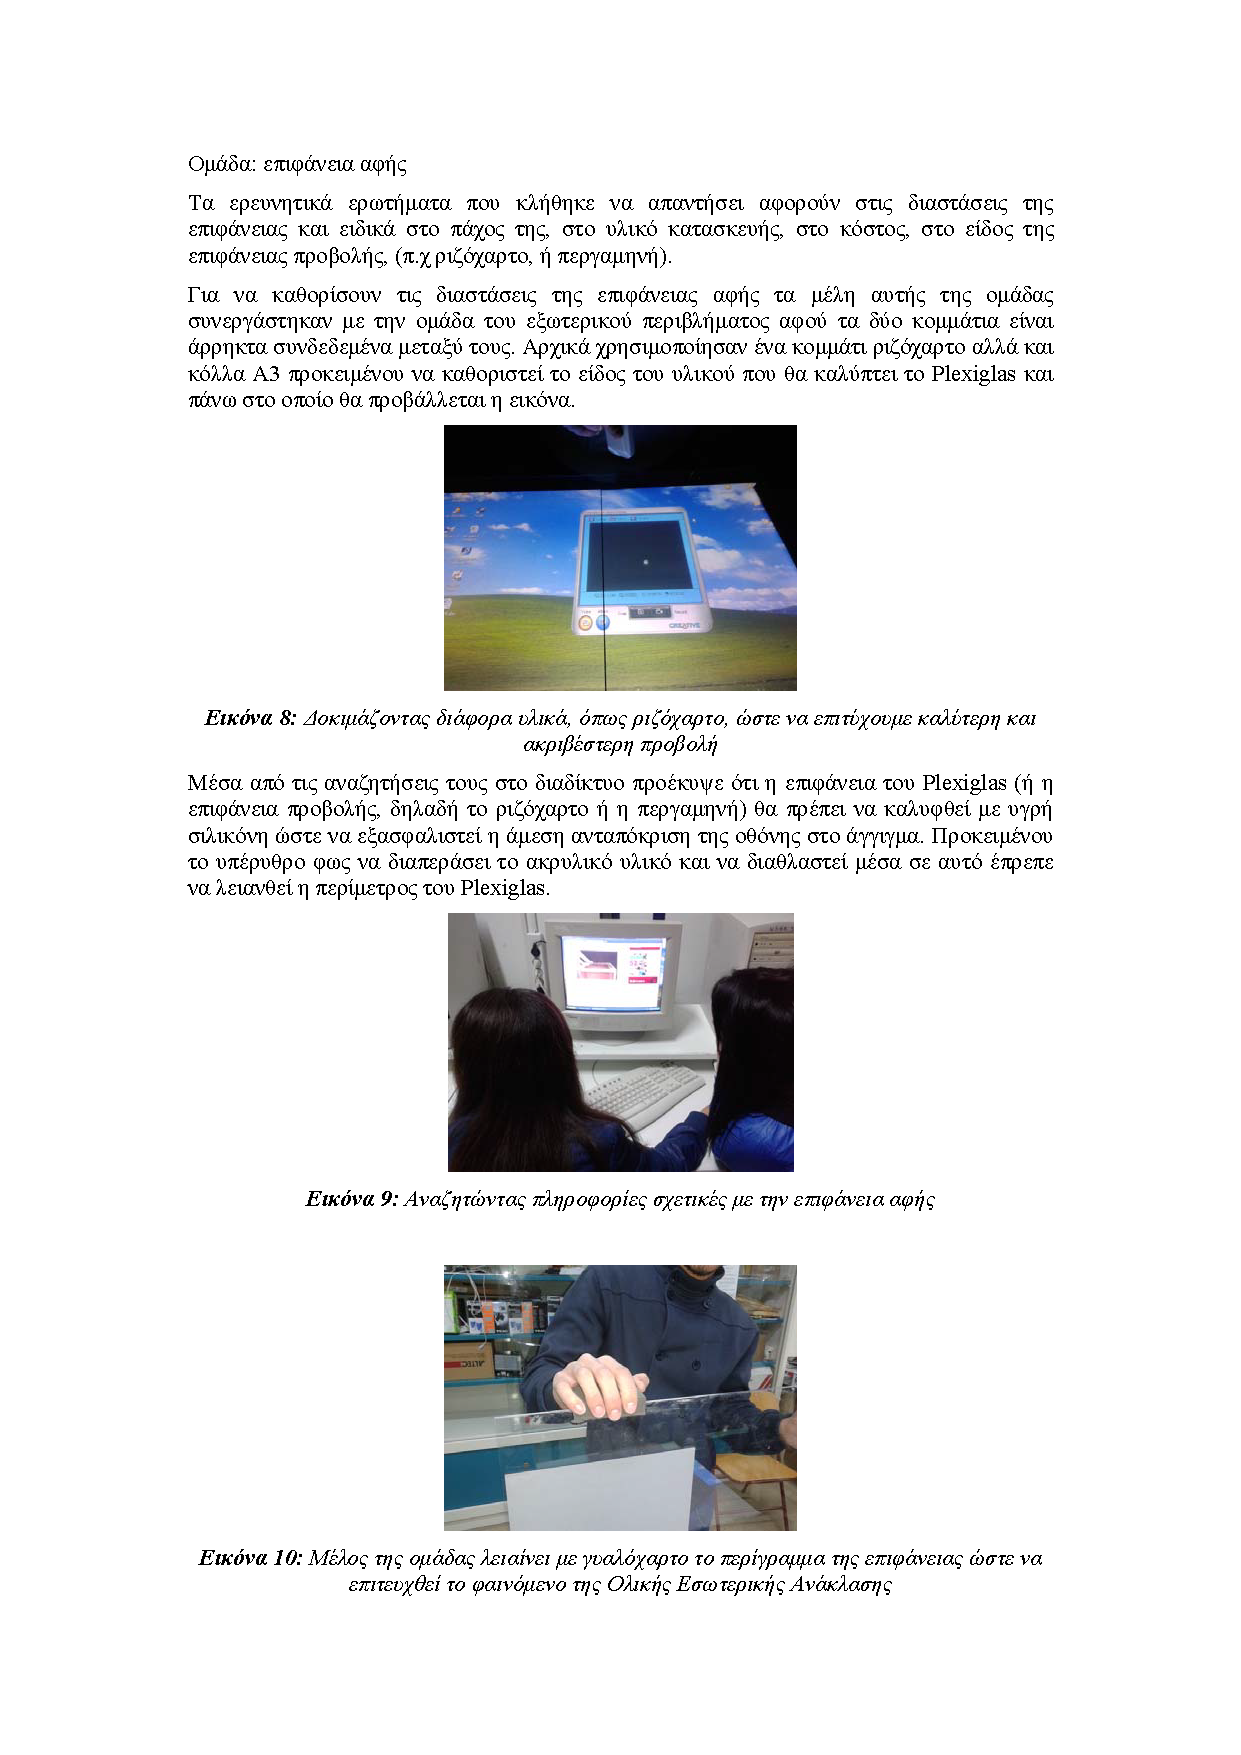 Ομάδα: επιφάνεια αφής
Τα ερευνητικά ερωτήματα που κλήθηκε να απαντήσει αφορούν στις διαστάσεις της
επιφάνειας και ειδικά στο πάχος της, στο υλικό κατασκευής, στο κόστος, στο είδος της
επιφάνειας προβολής, (π.χ ριζόχαρτο, ή περγαμηνή).
Για να καθορίσουν τις διαστάσεις της επιφάνειας αφής τα μέλη αυτής της ομάδας
συνεργάστηκαν με την ομάδα του εξωτερικού περιβλήματος αφού τα δύο κομμάτια είναι
άρρηκτα συνδεδεμένα μεταξύ τους. Αρχικά χρησιμοποίησαν ένα κομμάτι ριζόχαρτο αλλά και
κόλλα Α3 προκειμένου να καθοριστεί το είδος του υλικού που θα καλύπτει το Plexiglas και
πάνω στο οποίο θα προβάλλεται η εικόνα.
CREATIVE
Εικόνα 8: Δοκιμάζοντας διάφορα υλικά, όπως ριζόχαρτο, ώστε να επιτύχουμε καλύτερη και
ακριβέστερη προβολή
Μέσα από τις αναζητήσεις τους στο διαδίκτυο προέκυψε ότι η επιφάνεια του Plexiglas (ή η
επιφάνεια προβολής, δηλαδή το ριζόχαρτο ή η περγαμηνή) θα πρέπει να καλυφθεί με υγρή
σιλικόνη ώστε να εξασφαλιστεί η άμεση ανταπόκριση της οθόνης στο άγγιγμα. Προκειμένου
το υπέρυθρο φως να διαπεράσει το ακρυλικό υλικό και να διαθλαστεί μέσα σε αυτό έπρεπε
να λειανθεί η περίμετρος του Plexiglas.
Εικόνα 9: Αναζητώντας πληροφορίες σχετικές με την επιφάνεια αφής
ALTEC
Εικόνα 10: Μέλος της ομάδας λειαίνει με γυαλόχαρτο το περίγραμμα της επιφάνειας ώστε να
επιτευχθεί το φαινόμενο της Ολικής Εσωτερικής Ανάκλασης